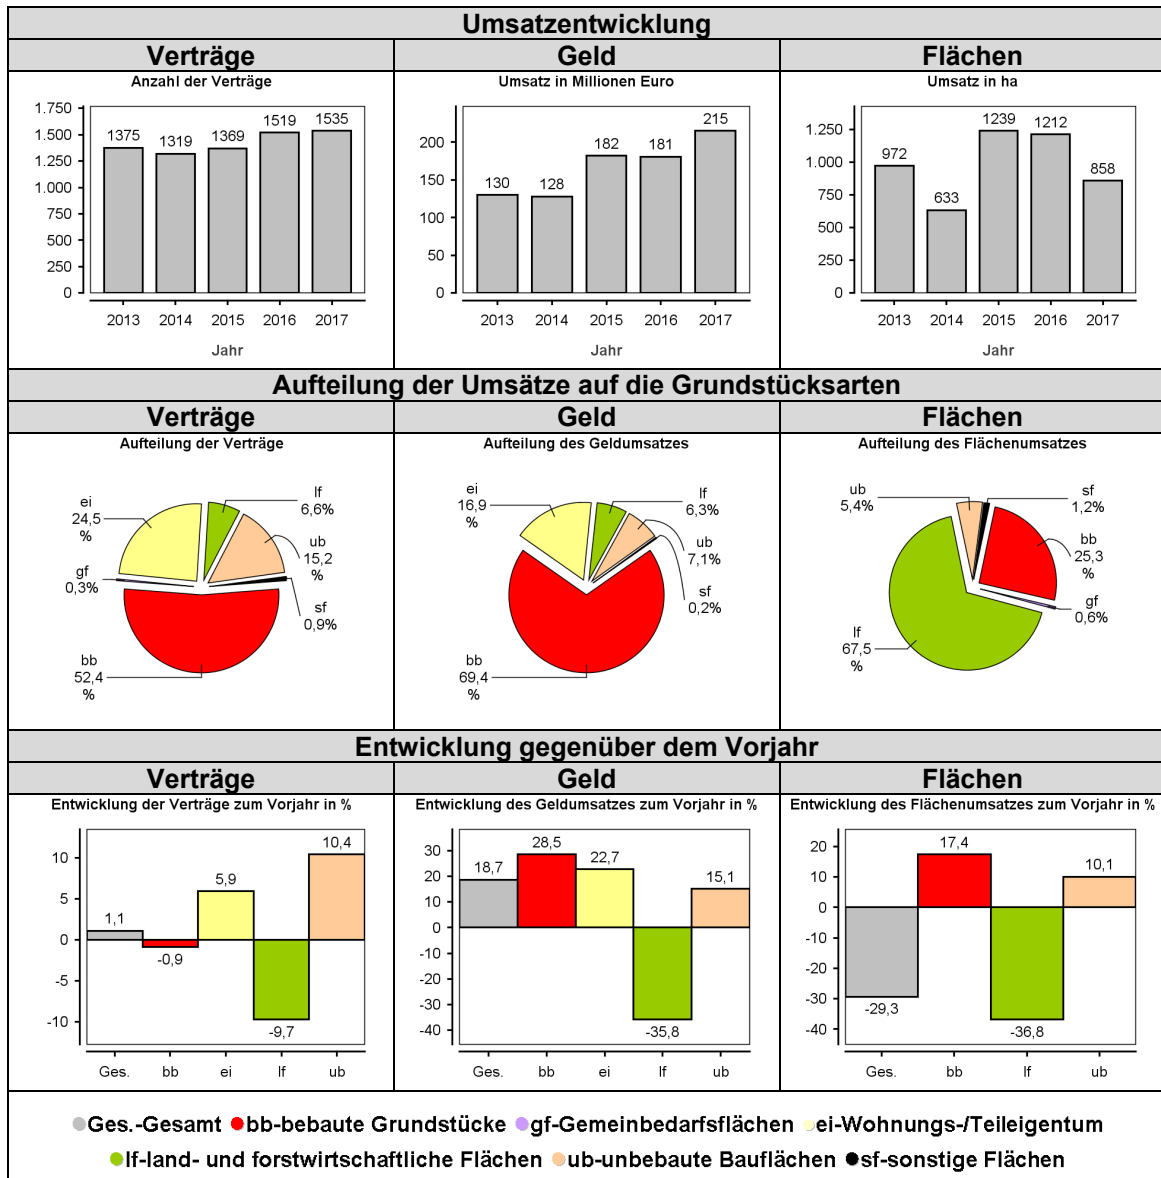 Umsatzentwicklung
Verträge
Geld
Flächen
Anzahl der Verträge
1.750
1.500
1.250
1.000
750
500
250
0
1375
1319
1369
1519
1535
2013 2014 2015 2016 2017
Jahr
Umsatz in Millionen Euro
200
150
100
50
0
130
128
182
181
215
2013 2014 2015 2016 2017
Jahr
Umsatz in ha
1.250
1.000
750
500
250
0
972
633
1239
1212
858
2013 2014 2015 2016 2017
Jahr
Aufteilung der Umsätze auf die Grundstücksarten
Verträge
Geld
Flächen
Aufteilung der Verträge
ei
24,5
%
lf
6,6%
ub
15,2
%
gf
0,3%
sf
0,9%
bb
52,4
%
Aufteilung des Geldumsatzes
ei
16,9
%
lf
6,3%
ub
7,1%
sf
0,2%
bb
69,4
%
Aufteilung des Flächenumsatzes
ub
5,4%
sf
1,2%
bb
25,3
%
gf
0,6%
lf
67,5
%
Entwicklung gegenüber dem Vorjahr
Verträge
Geld
Flächen
Entwicklung der Verträge zum Vorjahr in %
10
5
0
-5
-10
1,1
-0,9
5,9
-9,7
10,4
Ges. bb ei lf ub
Entwicklung des Geldumsatzes zum Vorjahr in %
30
20
10
0
-10
-20
-30
-40
18,7
28,5
22,7
-35,8
15,1
Ges. bb ei lf ub
Entwicklung des Flächenumsatzes zum Vorjahr in %
20
10
0
-10
-20
-30
-40
-29,3
17,4
-36,8
10,1
Ges. bb lf ub
Ges.-Gesamt bb-bebaute Grundstücke gf-Gemeinbedarfsflächen ei-Wohnungs-/Teileigentum
lf-land- und forstwirtschaftliche Flächen ub-unbebaute Bauflächen sf-sonstige Flächen